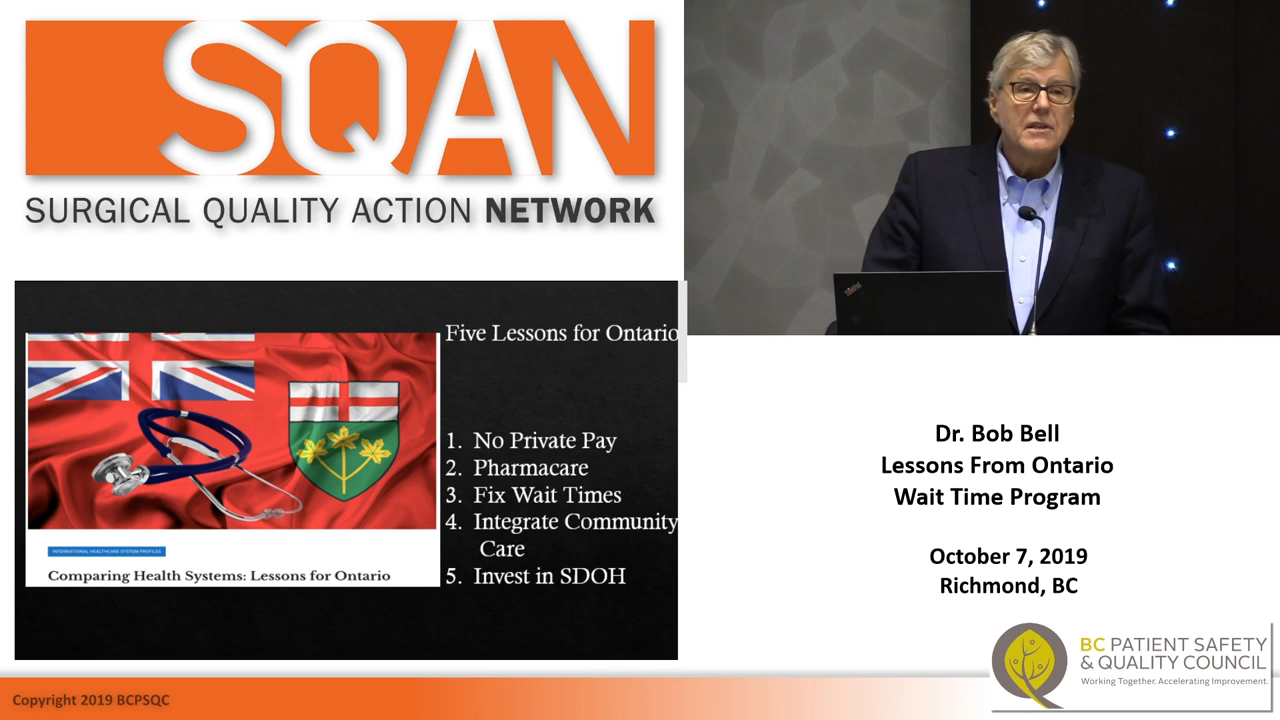 SQAN
SURGICAL QUALITY ACTION NETWORK
Five Lessons for Ontario
1. No Private Pay
2. Pharmacare
3. Fix Wait Times
4. Integrate Community
Care
5. Invest in SDOH
INTERNATIONAL HEALTHCARE SYSTEM PROFILES
Comparing Health Systems: Lessons for Ontario
ThinkPad
Dr. Bob Bell
Lessons From Ontario
Wait Time Program
October 7, 2019
Richmond, BC
BC PATIENT SAFETY
& QUALITY COUNCIL
Working Together. Accelerating Improvement.
Copyright 2019 BCPSQC